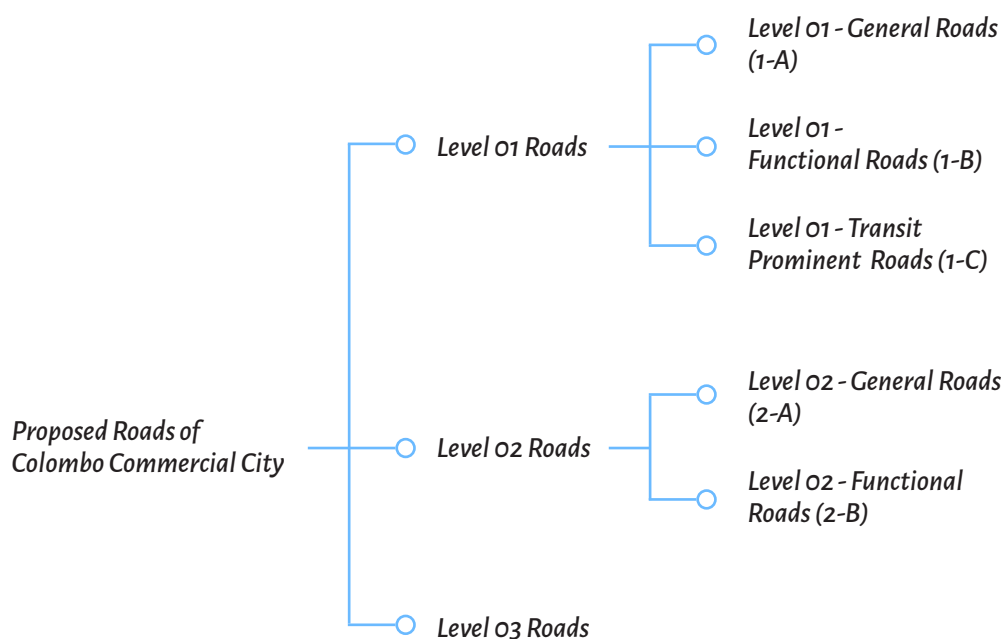 Level 01 - General Roads
(1-A)
Level 01 -
Functional Roads (1-B)
Level 01 Roads
Level 01 - Transit
Prominent Roads (1-C)
Level 02 - General Roads
(2-A)
Proposed Roads of
Colombo Commercial City
Level 02 Roads
Level 02 - Functional
Roads (2-B)
Level 03 Roads